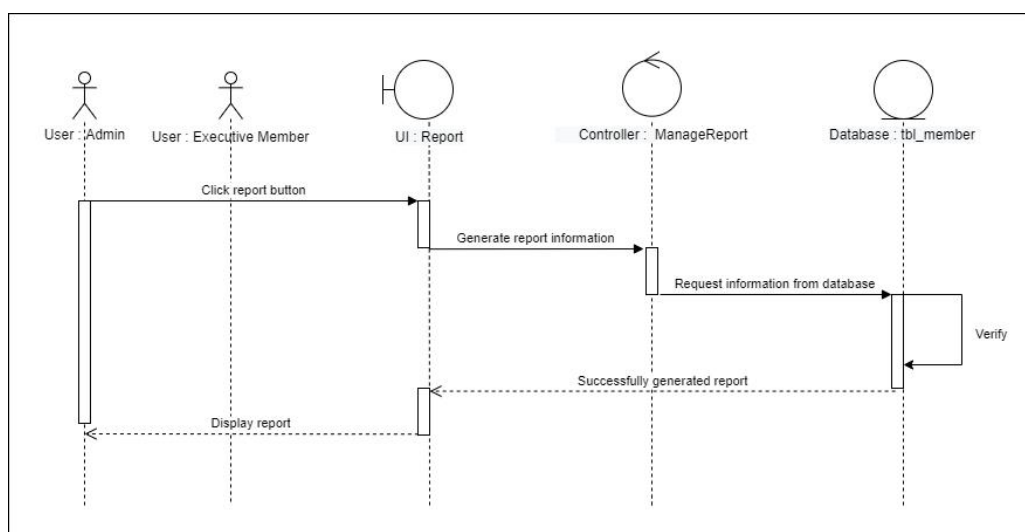 User : Admin
User : Executive Member
UI : Report
Controller : ManageReport
Database : tbl_member
Click report button
Generate report information
Request information from database
Verify
Successfully generated report
Display report